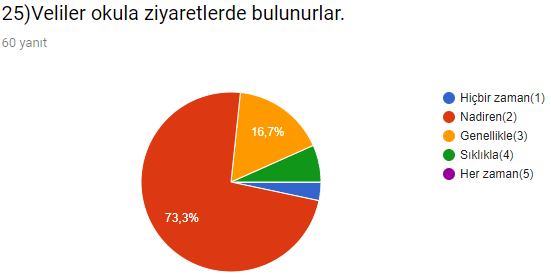 25)Veliler okula ziyaretlerde bulunurlar.
60 yanıt
Hiçbir zaman(1)
Nadiren(2)
Genellikle(3)
Sıklıkla(4)
Her zaman(5)
16,7%
73,3%